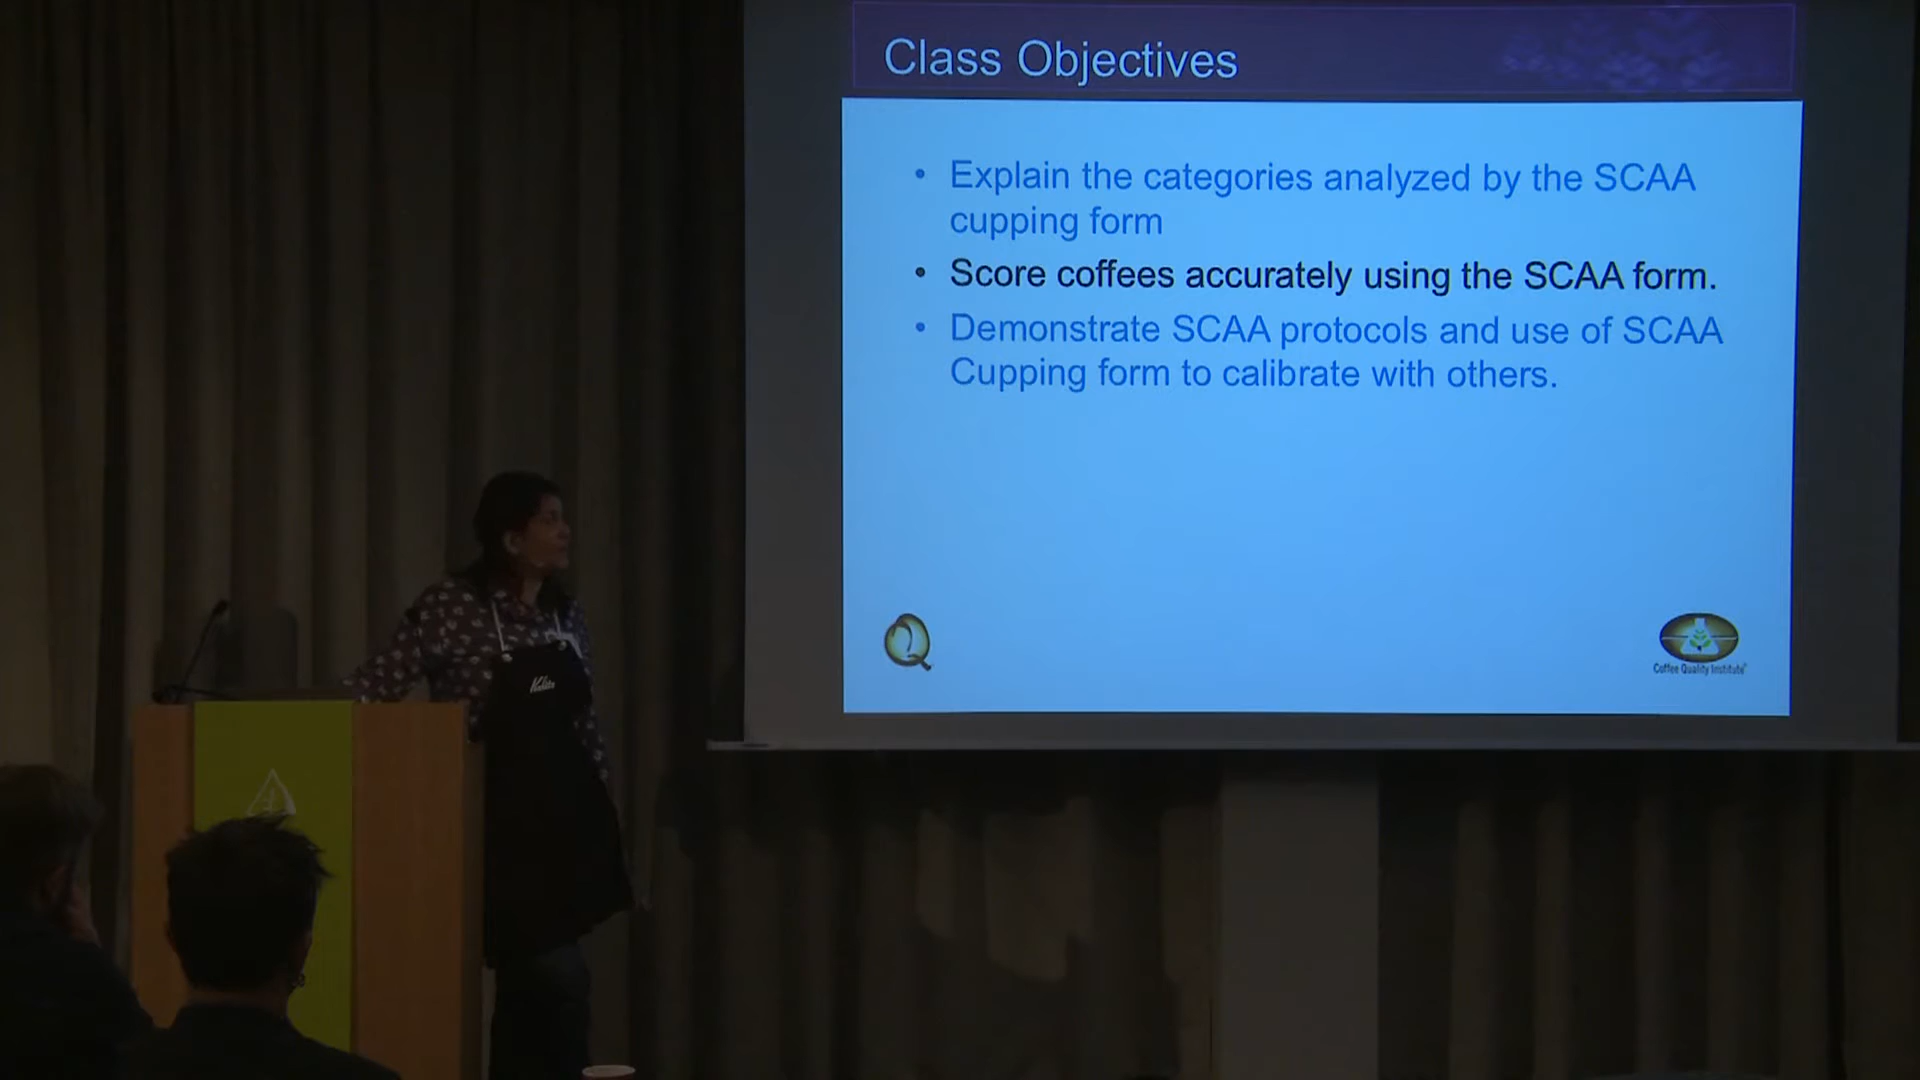 Class Objectives
• Explain the categories analyzed by the SCAA
cupping form
• Score coffees accurately using the SCAA form.
• Demonstrate SCAA protocols and use of SCAA
Cupping form to calibrate with others.
Q
Coffee Quality Institute
Kalita